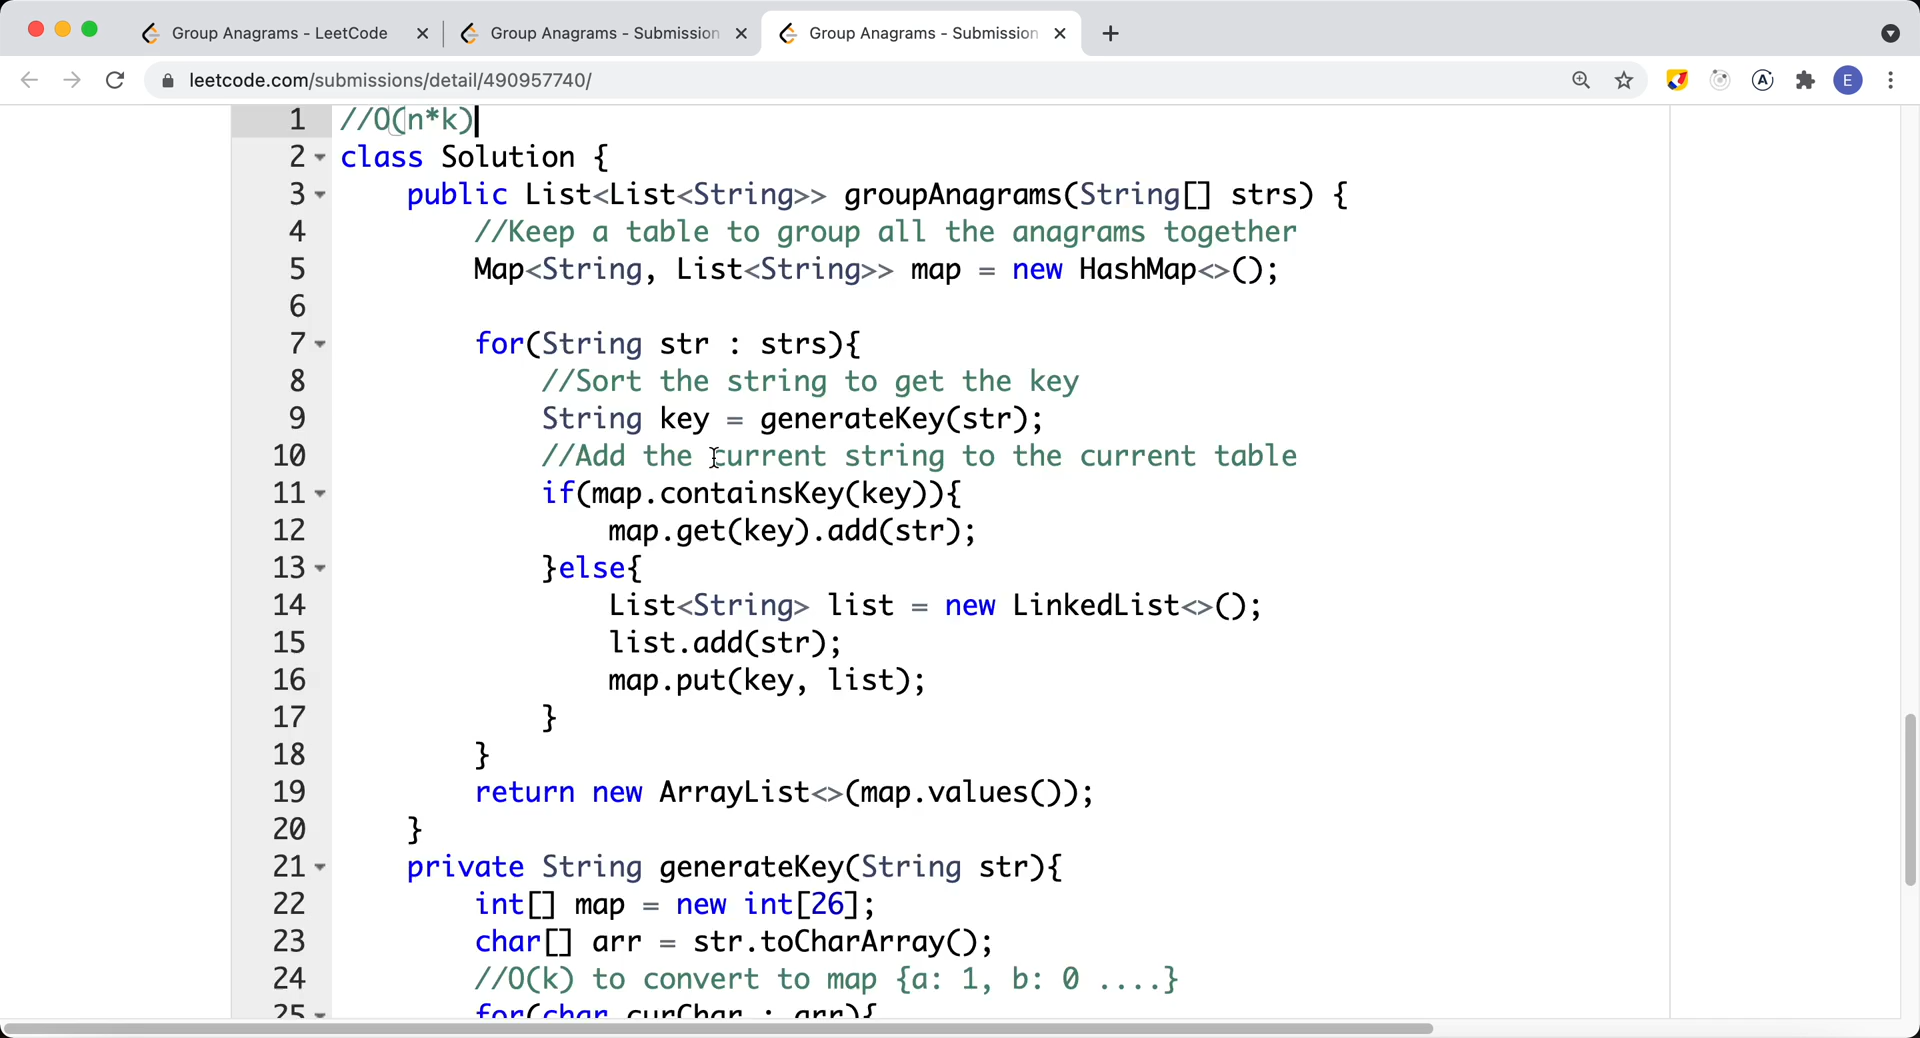 Group Anagrams - LeetCode
Group Anagrams - Submission
Group Anagrams - Submission
leetcode.com/submissions/detail/490957740/
A
E
1 //O(n*k)
2 class Solution {
3 public List<List<String>> groupAnagrams(String[] strs) {
4 //Keep a table to group all the anagrams together
5 Map<String, List<String>> map = new HashMap<>();
6
7 for(String str : strs){
8 //Sort the string to get the key
9 String key = generateKey(str);
10 //Add the current string to the current table
11 if(map.containsKey(key)){
12 map.get(key).add(str);
13 }else{
14 List<String> list = new LinkedList<>();
15 list.add(str);
16 map.put(key, list);
17 }
18 }
19 return new ArrayList<>(map.values());
20 }
21 private String generateKey(String str){
22 int[] map = new int[26];
23 char[] arr = str.toCharArray();
24 //O(k) to convert to map {a: 1, b: 0 ....}
25 for(char curChar : arr){